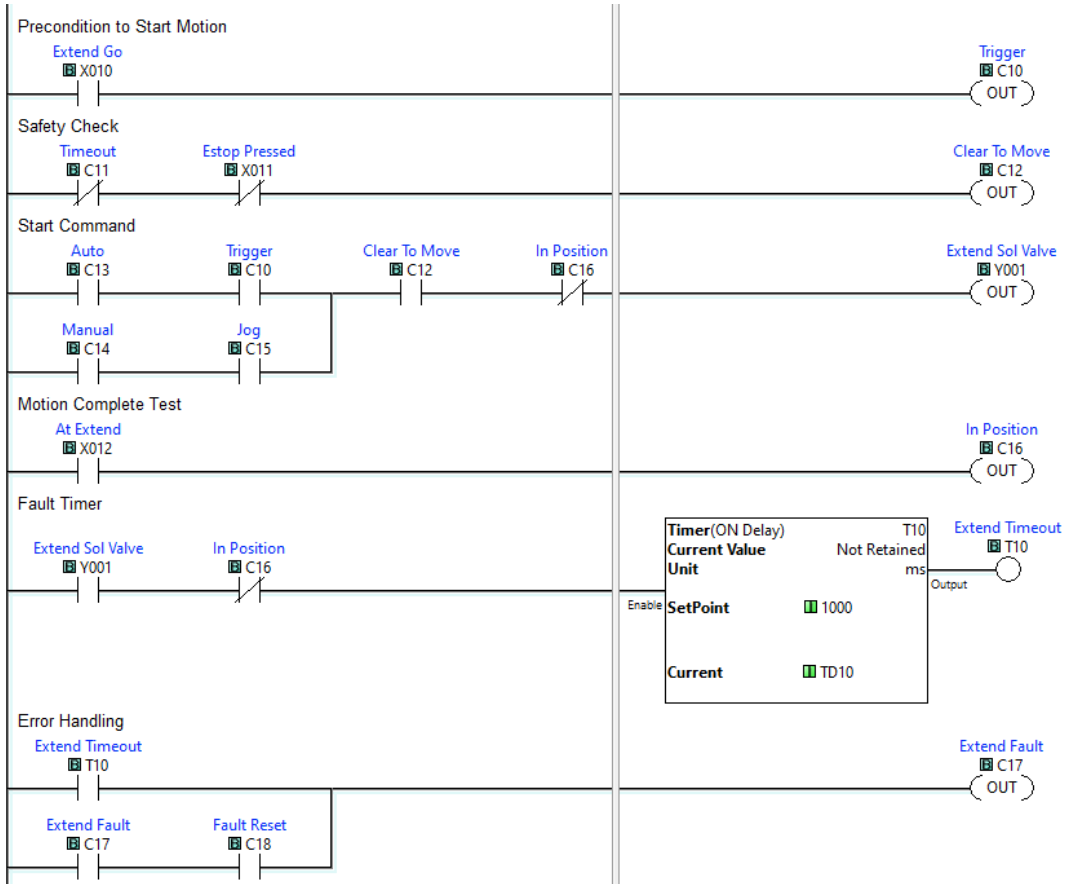 Precondition to Start Motion
Extend Go Trigger
B X010 B C10
OUT
Safety Check
Timeout Estop Pressed Clear To Move
B C11 B X011 B C12
OUT
Start Command
Auto Trigger Clear To Move In Position Extend Sol Valve
B C13 B C10 B C12 B C16 B Y001
OUT
Manual Jog
B C14 B C15
Motion Complete Test
At Extend In Position
B X012 B C16
OUT
Fault Timer
Timer(ON Delay) T10 Extend Timeout
Extend Sol Valve In Position Current Value Not Retained B T10
B Y001 B C16 Unit ms
Output
Enable SetPoint I 1000
Current I TD10
Error Handling
Extend Timeout Extend Fault
B T10 B C17
OUT
Extend Fault Fault Reset
B C17 B C18